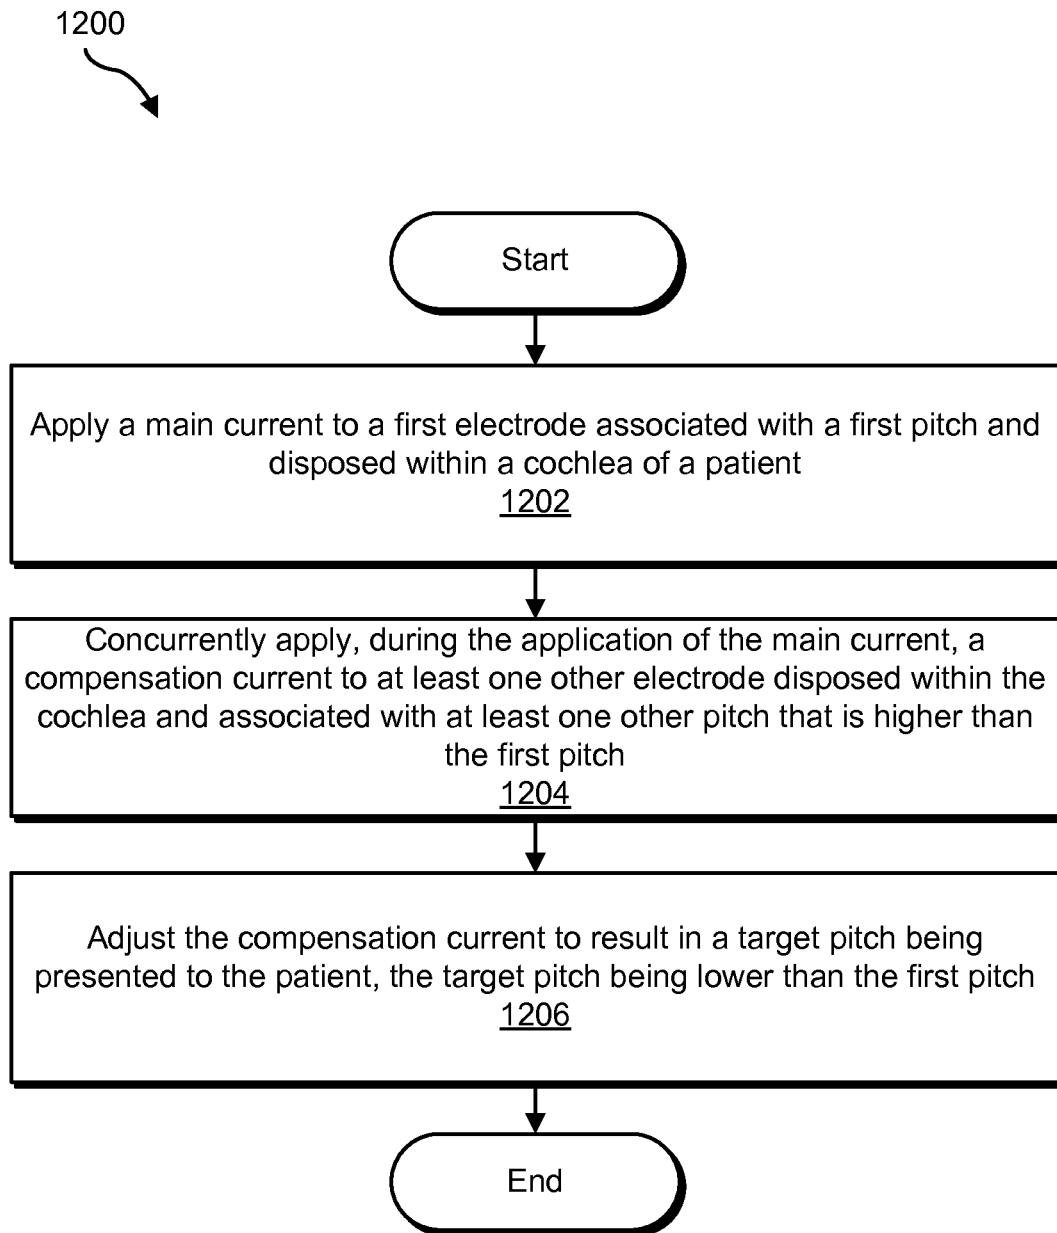 1200
Start
Apply a main current to a first electrode associated with a first pitch and
disposed within a cochlea of a patient
1202
Concurrently apply, during the application of the main current, a
compensation current to at least one other electrode disposed within the
cochlea and associated with at least one other pitch that is higher than
the first pitch
1204
Adjust the compensation current to result in a target pitch being
presented to the patient, the target pitch being lower than the first pitch
1206
End